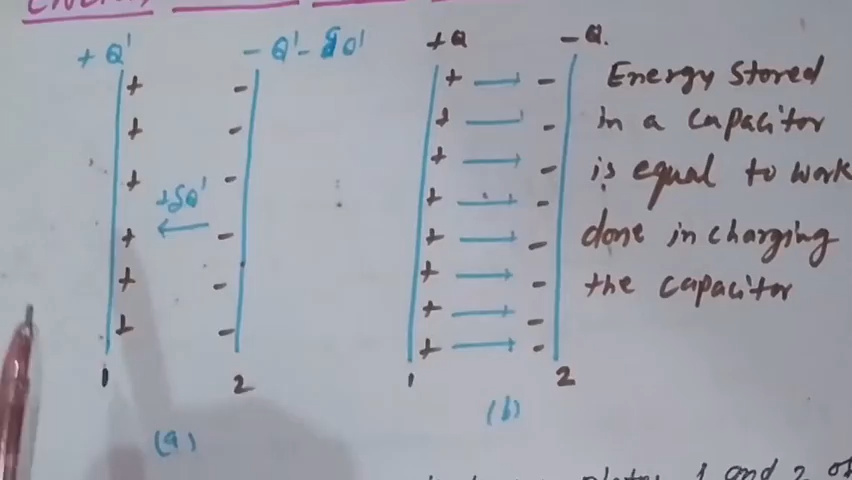 +Q' - Q' - δQ'
+Q -Q.
Energy stored
in a capacitor
is equal to work
done in charging
the capacitor
+δQ'
1 2
1 2
(a)
(b)
plates 1 and 2 of